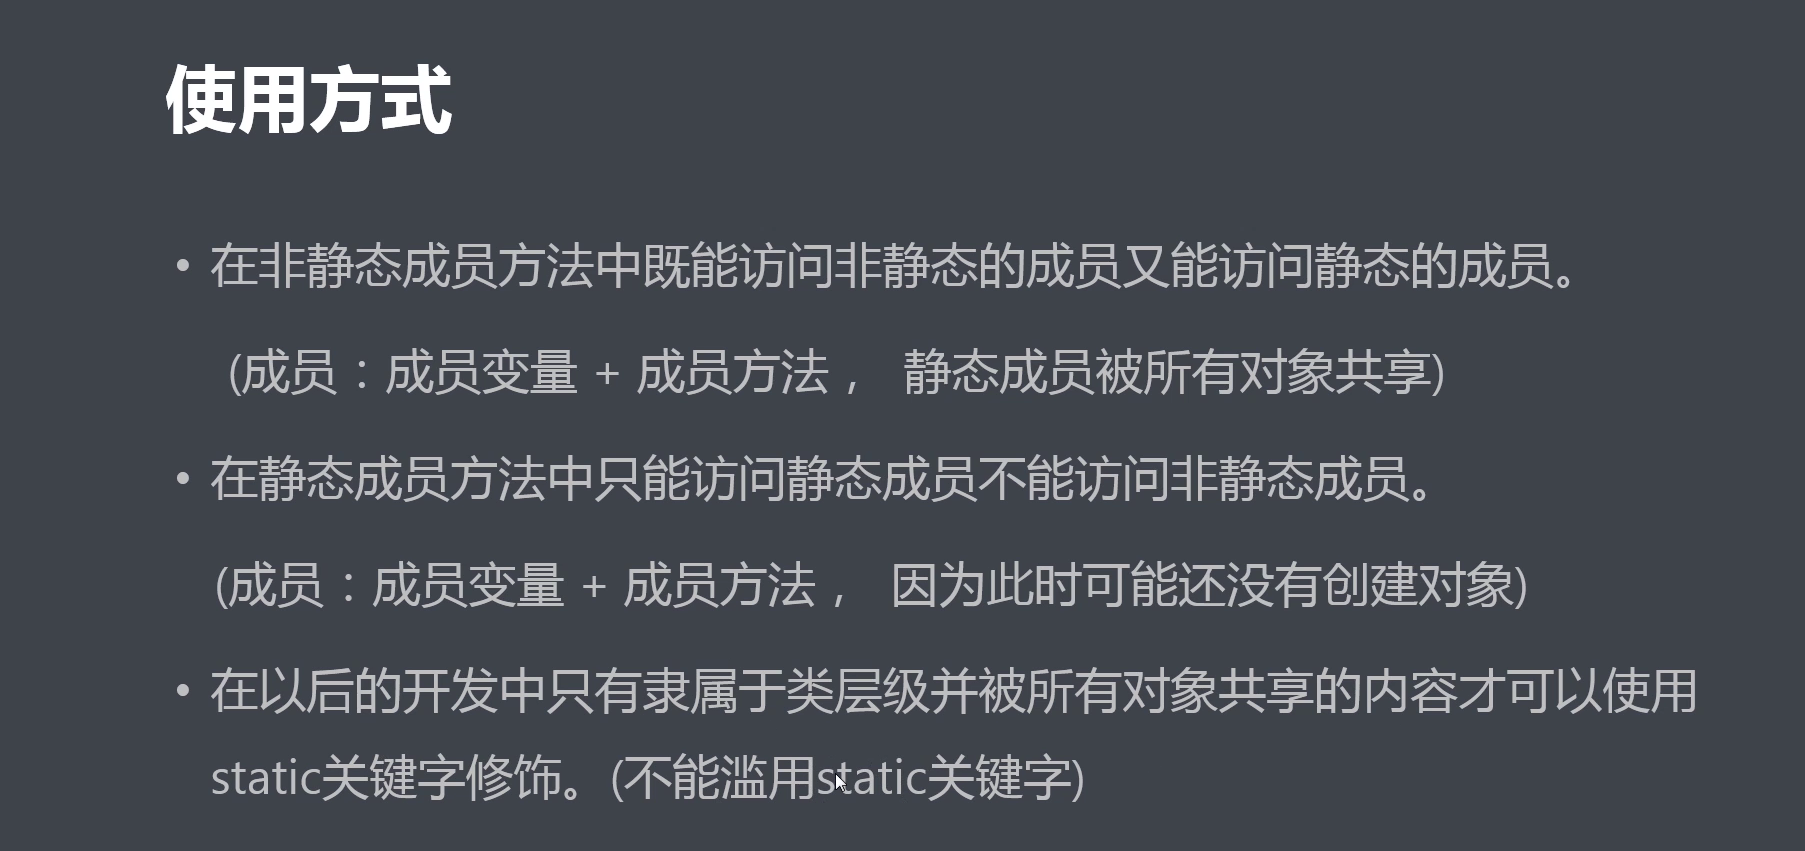 使用方式
• 在非静态成员方法中既能访问非静态的成员又能访问静态的成员。
(成员：成员变量 + 成员方法， 静态成员被所有对象共享)
• 在静态成员方法中只能访问静态成员不能访问非静态成员。
(成员：成员变量 + 成员方法， 因为此时可能还没有创建对象)
• 在以后的开发中只有隶属于类层级并被所有对象共享的内容才可以使用
static关键字修饰。(不能滥用static关键字)